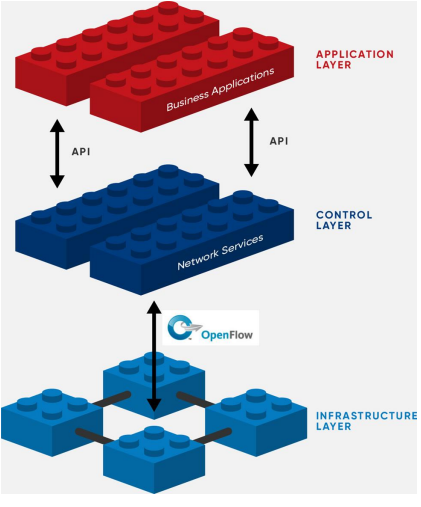 APPLICATION
LAYER
Business Applications
API
API
CONTROL
LAYER
Network Services
OpenFlow
INFRASTRUCTURE
LAYER